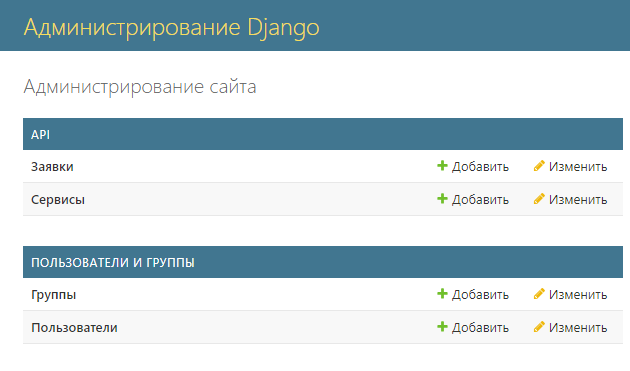 Администрирование Django
Администрирование сайта
API
Заявки Добавить Изменить
Сервисы Добавить Изменить
ПОЛЬЗОВАТЕЛИ И ГРУППЫ
Группы Добавить Изменить
Пользователи Добавить Изменить